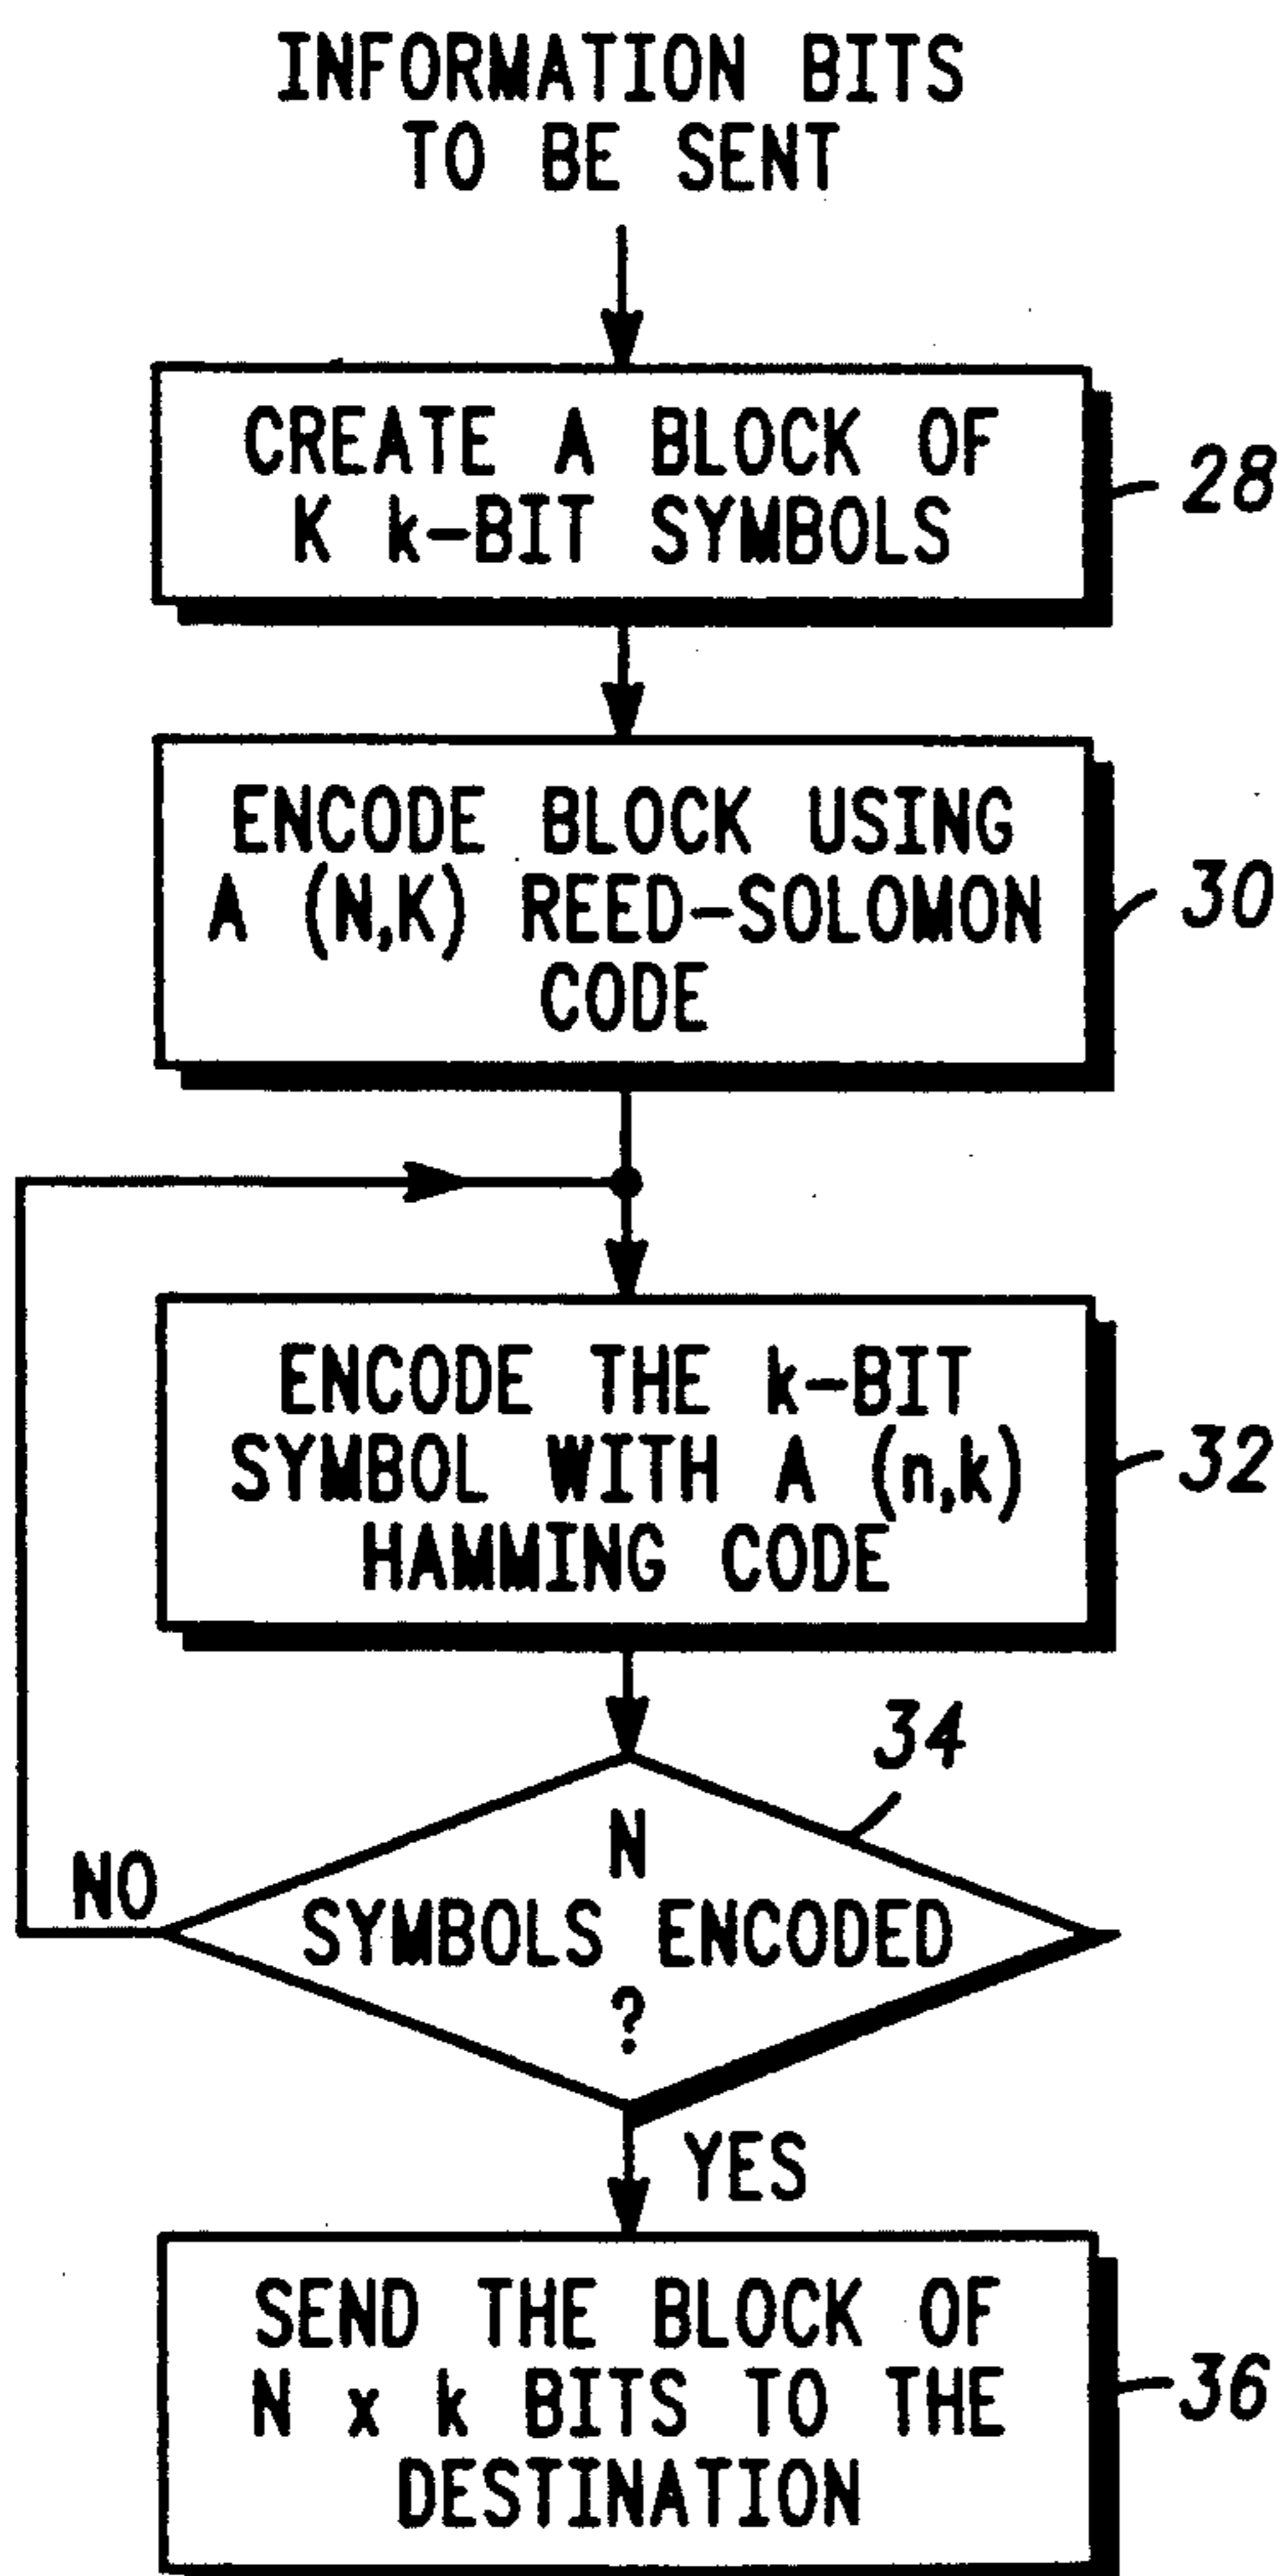 INFORMATION BITS
TO BE SENT
CREATE A BLOCK OF
K k-BIT SYMBOLS
28
ENCODE BLOCK USING
A (N,K) REED-SOLOMON
CODE
30
ENCODE THE k-BIT
SYMBOL WITH A (n,k)
HAMMING CODE
32
34
N
SYMBOLS ENCODED
?
NO
YES
SEND THE BLOCK OF
N x k BITS TO THE
DESTINATION
36